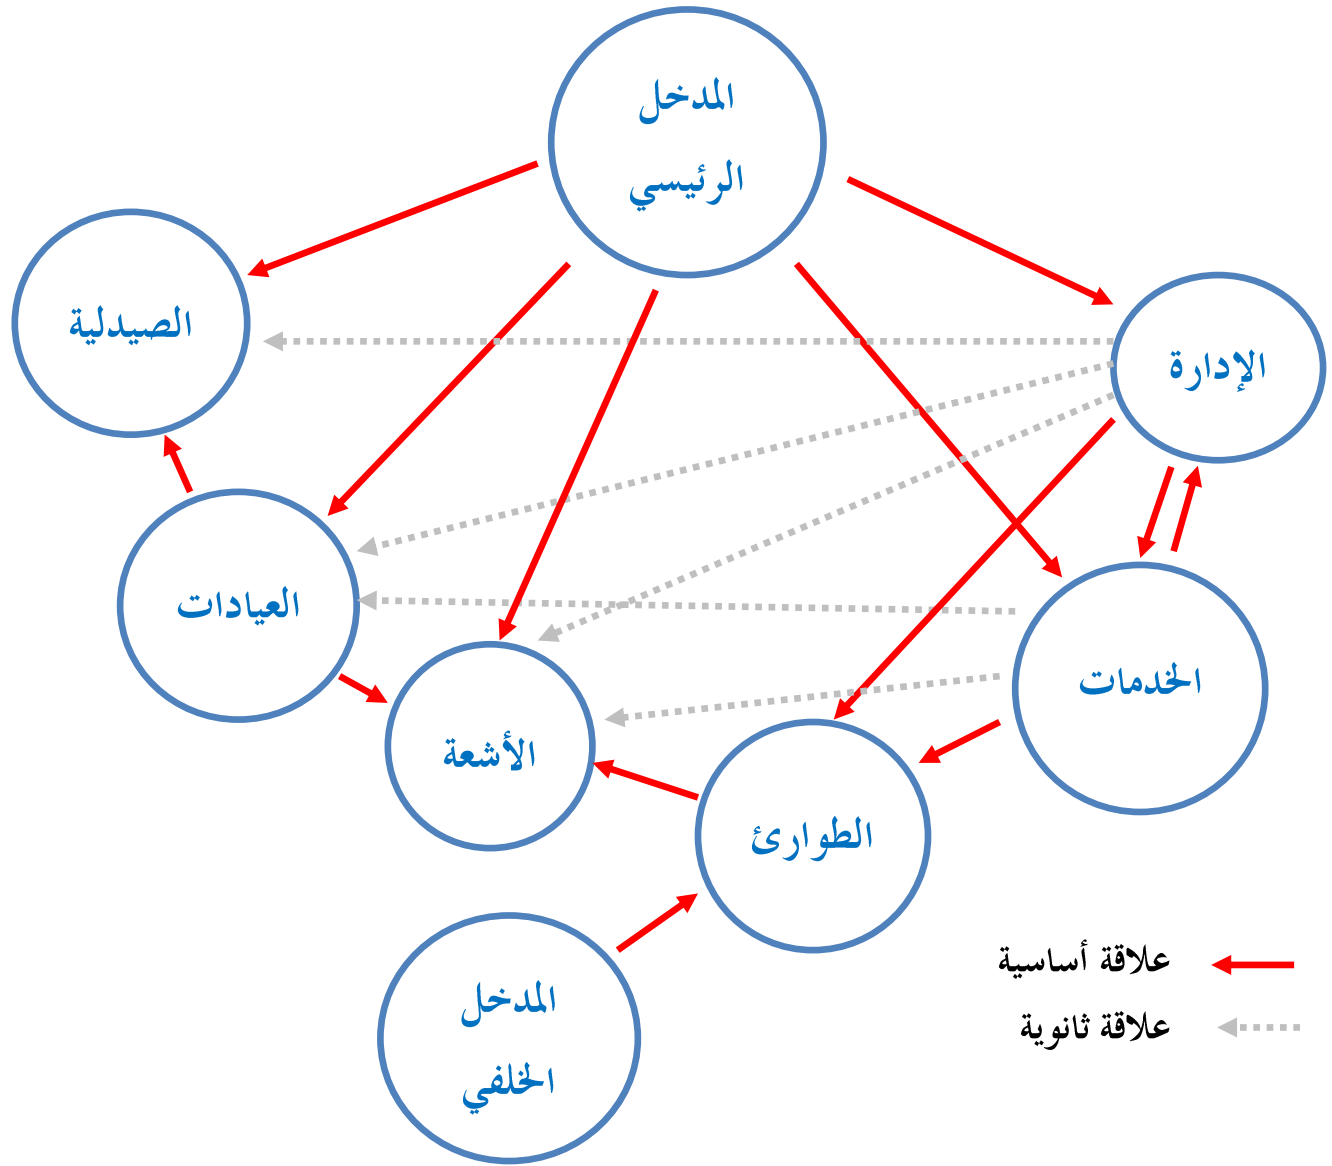 المدخل
الرئيسي
الصيدلية
الإدارة
العيادات
الخدمات
الأشعة
الطوارئ
المدخل
الخلفي
علاقة أساسية
علاقة ثانوية